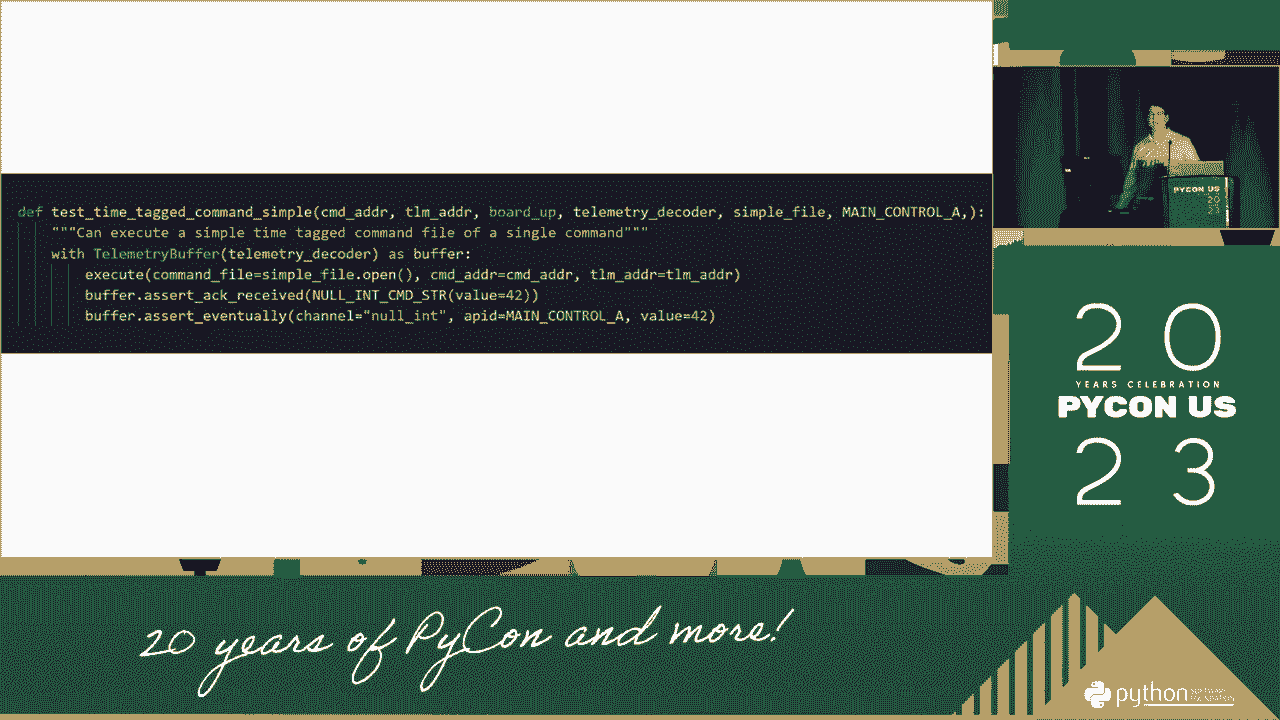 def test_time_tagged_command_simple(cmd_addr, tlm_addr, board_up, telemetry_decoder, simple_file, MAIN_CONTROL_A,):
"""Can execute a simple time tagged command file of a single command"""
with TelemetryBuffer(telemetry_decoder) as buffer:
execute(command_file=simple_file.open(), cmd_addr=cmd_addr, tlm_addr=tlm_addr)
buffer.assert_ack_received(NULL_INT_CMD_STR(value=42))
buffer.assert_eventually(channel="null_int", apid=MAIN_CONTROL_A, value=42)
PYCON US
20
23
20
YEARS CELEBRATION
PYCON US
23
20 years of PyCon and more!
python
SOFTWARE
FOUNDATION